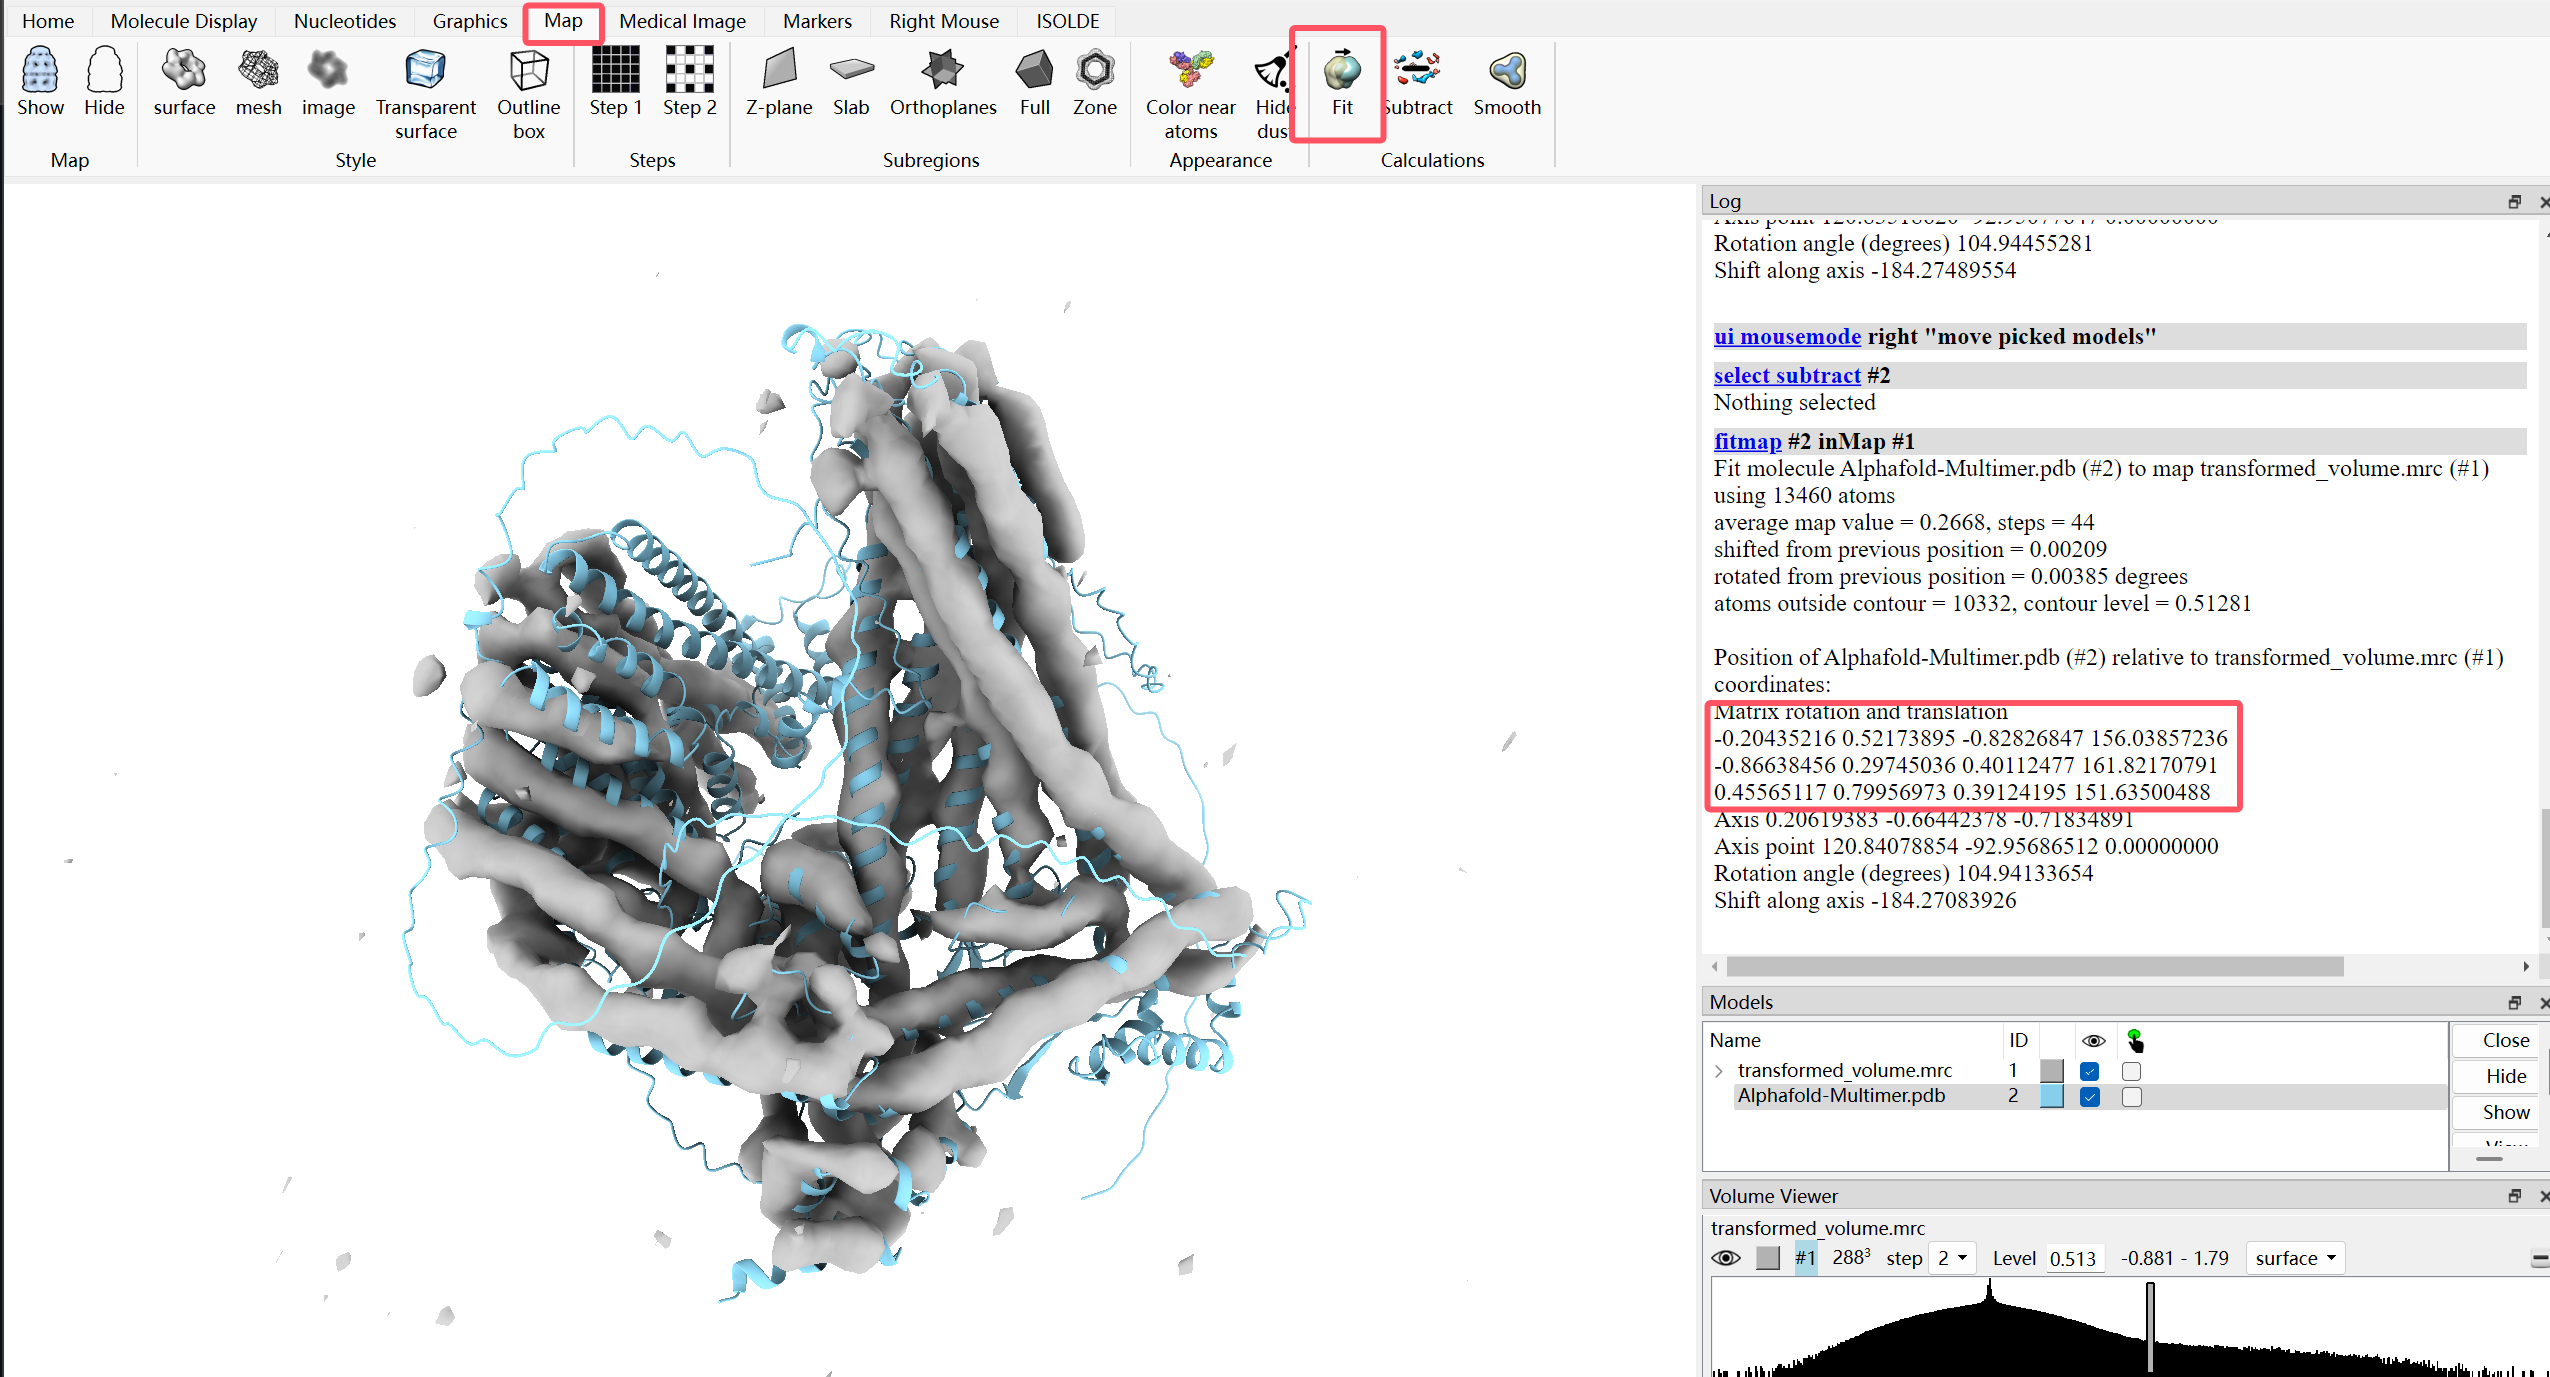 Home Molecule Display Nucleotides Graphics Map Medical Image Markers Right Mouse ISOLDE
Show Hide surface mesh image Transparent surface Outline box Step 1 Step 2 Z-plane Slab Orthoplanes Full Zone Color near atoms Hide dust Fit Subtract Smooth
Map Style Steps Subregions Appearance Calculations
Log
Rotation angle (degrees) 104.94455281
Shift along axis -184.27489554
ui mousemode right "move picked models"
select subtract #2
Nothing selected
fitmap #2 inMap #1
Fit molecule Alphafold-Multimer.pdb (#2) to map transformed_volume.mrc (#1)
using 13460 atoms
average map value = 0.2668, steps = 44
shifted from previous position = 0.00209
rotated from previous position = 0.00385 degrees
atoms outside contour = 10332, contour level = 0.51281
Position of Alphafold-Multimer.pdb (#2) relative to transformed_volume.mrc (#1)
coordinates:
Matrix rotation and translation
-0.20435216 0.52173895 -0.82826847 156.03857236
-0.86638456 0.29745036 0.40112477 161.82170791
0.45565117 0.79956973 0.39124195 151.63500488
Axis 0.20619383 -0.66442378 -0.71834891
Axis point 120.84078854 -92.95686512 0.00000000
Rotation angle (degrees) 104.94133654
Shift along axis -184.27083926
Models
Name ID Close
transformed_volume.mrc 1 Hide
Alphafold-Multimer.pdb 2 Show
View
Volume Viewer
transformed_volume.mrc
#1 288³ step 2 Level 0.513 -0.881 - 1.79 surface